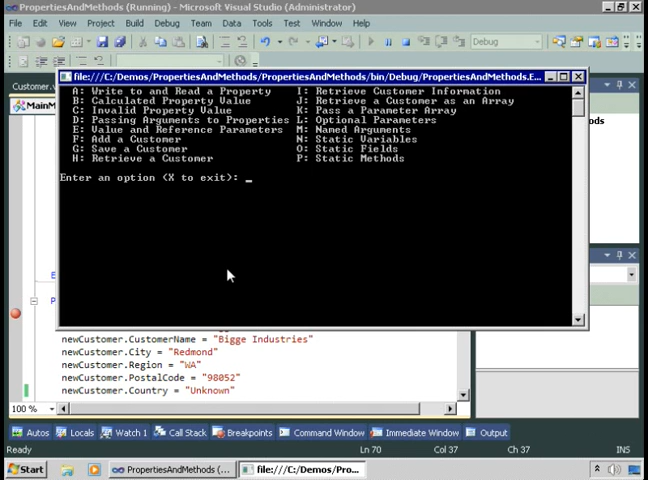 PropertiesAndMethods (Running) - Microsoft Visual Studio (Administrator)
File Edit View Project Build Debug Team Data Tools Test Window Help
Debug
file:///C:/Demos/PropertiesAndMethods/PropertiesAndMethods/bin/Debug/PropertiesAndMethods.E...
Customer.v
MainM
A: Write to and Read a Property I: Retrieve Customer Information
B: Calculated Property Value J: Retrieve a Customer as an Array
C: Invalid Property Value K: Pass a Parameter Array
D: Passing Arguments to Properties L: Optional Parameters
E: Value and Reference Parameters M: Named Arguments
F: Add a Customer N: Static Variables
G: Save a Customer O: Static Fields
H: Retrieve a Customer P: Static Methods
Enter an option (X to exit): _
newCustomer.CustomerName = "Bigge Industries"
newCustomer.City = "Redmond"
newCustomer.Region = "WA"
newCustomer.PostalCode = "98052"
newCustomer.Country = "Unknown"
100 %
Autos Locals Watch 1 Call Stack Breakpoints Command Window Immediate Window Output
Ready Ln 70 Col 37 Ch 37 INS
Start PropertiesAndMethods (... file:///C:/Demos/Pro...